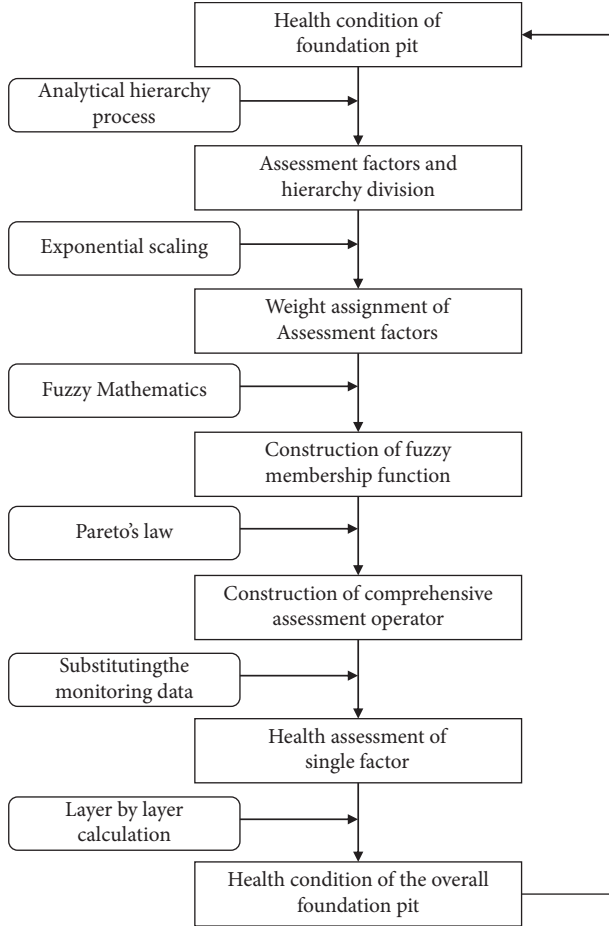 Health condition of
foundation pit
Analytical hierarchy
process
Assessment factors and
hierarchy division
Exponential scaling
Weight assignment of
Assessment factors
Fuzzy Mathematics
Construction of fuzzy
membership function
Pareto's law
Construction of comprehensive
assessment operator
Substitutingthe
monitoring data
Health assessment of
single factor
Layer by layer
calculation
Health condition of the overall
foundation pit